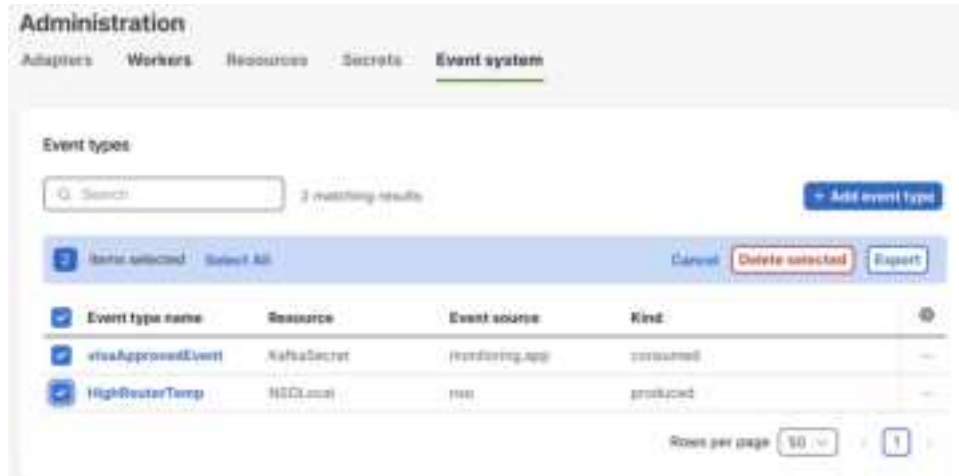 Administration
Adapters Workers Resources Secrets Event system
Event types
Search 2 matching results + Add event type
2 items selected Select All Cancel Delete selected Export
Event type name Resource Event source Kind
visaApprovedEvent KafkaSecret monitoring.app consumed
HighRouterTemp NSOLocal nso produced
Rows per page 50 1